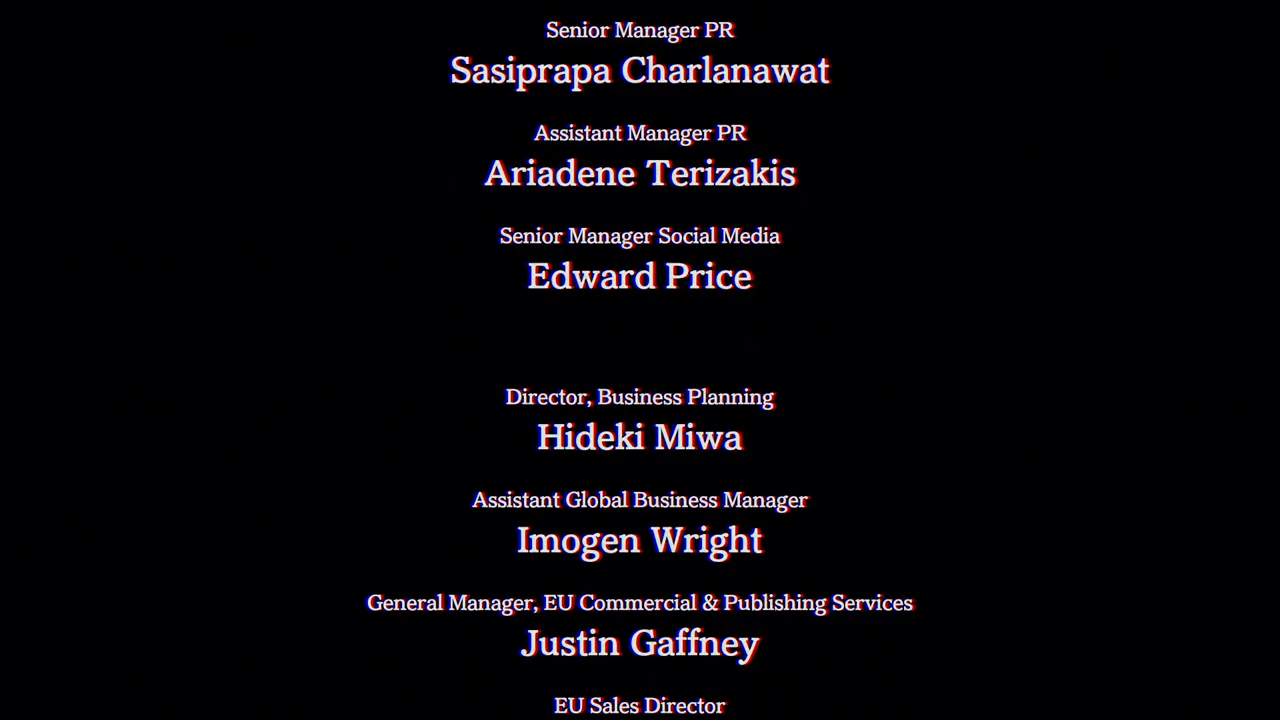 Senior Manager PR
Sasiprapa Charlanawat
Assistant Manager PR
Ariadene Terizakis
Senior Manager Social Media
Edward Price
Director, Business Planning
Hideki Miwa
Assistant Global Business Manager
Imogen Wright
General Manager, EU Commercial & Publishing Services
Justin Gaffney
EU Sales Director